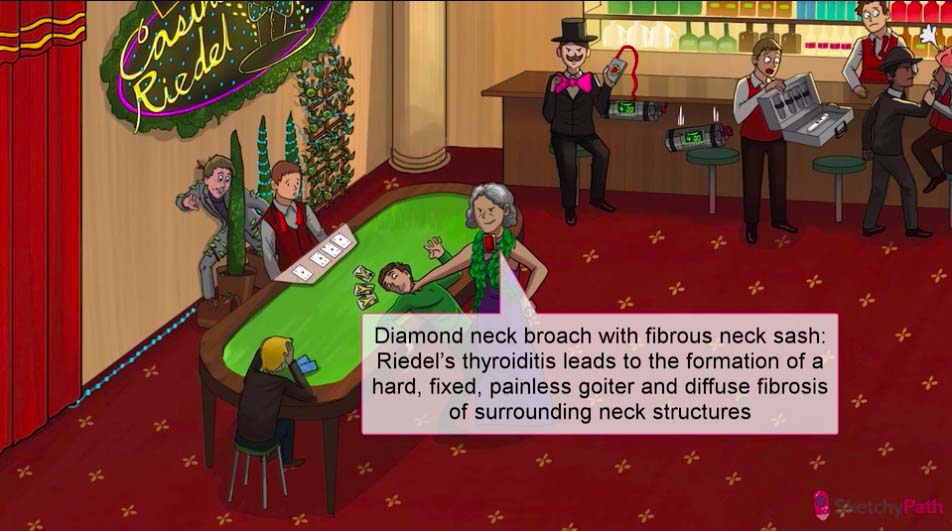 Casino
Riedel
Diamond neck broach with fibrous neck sash:
Riedel's thyroiditis leads to the formation of a
hard, fixed, painless goiter and diffuse fibrosis
of surrounding neck structures
SketchyPath